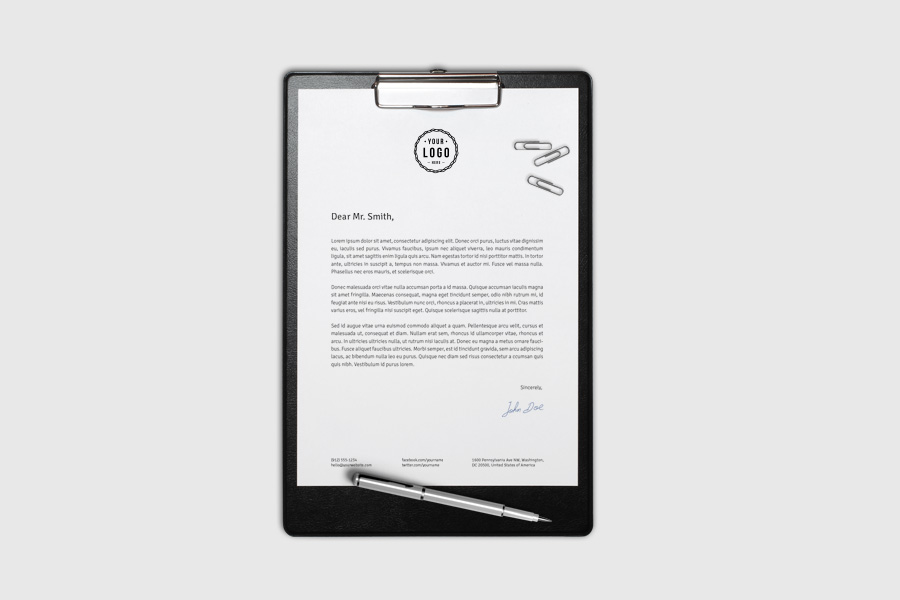 YOUR
LOGO
HERE
Dear Mr. Smith,
Lorem ipsum dolor sit amet, consectetur adipiscing elit. Donec orci purus, luctus vitae dignissim
eu, iaculis sed purus. Vivamus faucibus, ipsum nec aliquet viverra, leo mauris condimentum
ligula, sit amet sagittis enim ligula quis arcu. Nam egestas tortor id nisl porttitor mattis. In tortor
ante, ultricies in suscipit a, tempus non massa. Vivamus et auctor mi. Fusce vel massa nulla.
Phasellus nec eros mauris, et scelerisque orci.
Donec malesuada orci vitae nulla accumsan porta a id massa. Quisque accumsan iaculis magna
sit amet fringilla. Maecenas consequat, magna eget tincidunt semper, odio nibh rutrum mi, id
feugiat ante nisl eu risus. Vestibulum nunc orci, rhoncus a placerat in, ultricies in mi. Cras mattis
varius eros, vel fringilla nisi suscipit eget. Quisque scelerisque sagittis nulla at porttitor.
Sed id augue vitae urna euismod commodo aliquet a quam. Pellentesque arcu velit, cursus et
malesuada ut, consequat et diam. Nullam erat sem, rhoncus id ullamcorper vitae, rhoncus et
arcu. In ultricies ultricies nulla, ut rutrum nisi iaculis at. Donec eu magna a metus ornare fauci-
bus. Fusce aliquet faucibus ultricies. Morbi semper, est id tincidunt gravida, sem arcu adipiscing
lacus, ac bibendum nulla leo eu purus. Quisque nec diam sed risus consectetur a cumsan quis
quis nibh. Vestibulum id purus lorem.
Sincerely,
John Doe
(912) 555-1234
hello@yourwebsite.com
facebook.com/yourname
twitter.com/yourname
1600 Pennsylvania Ave NW, Washington,
DC 20500, United States of America